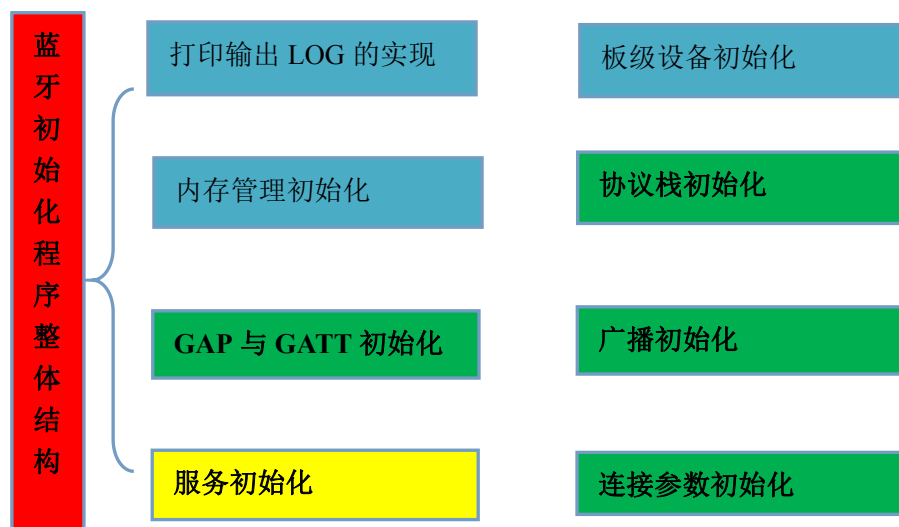 蓝牙初始化程序整体结构
打印输出 LOG 的实现
板级设备初始化
内存管理初始化
协议栈初始化
GAP 与 GATT 初始化
广播初始化
服务初始化
连接参数初始化